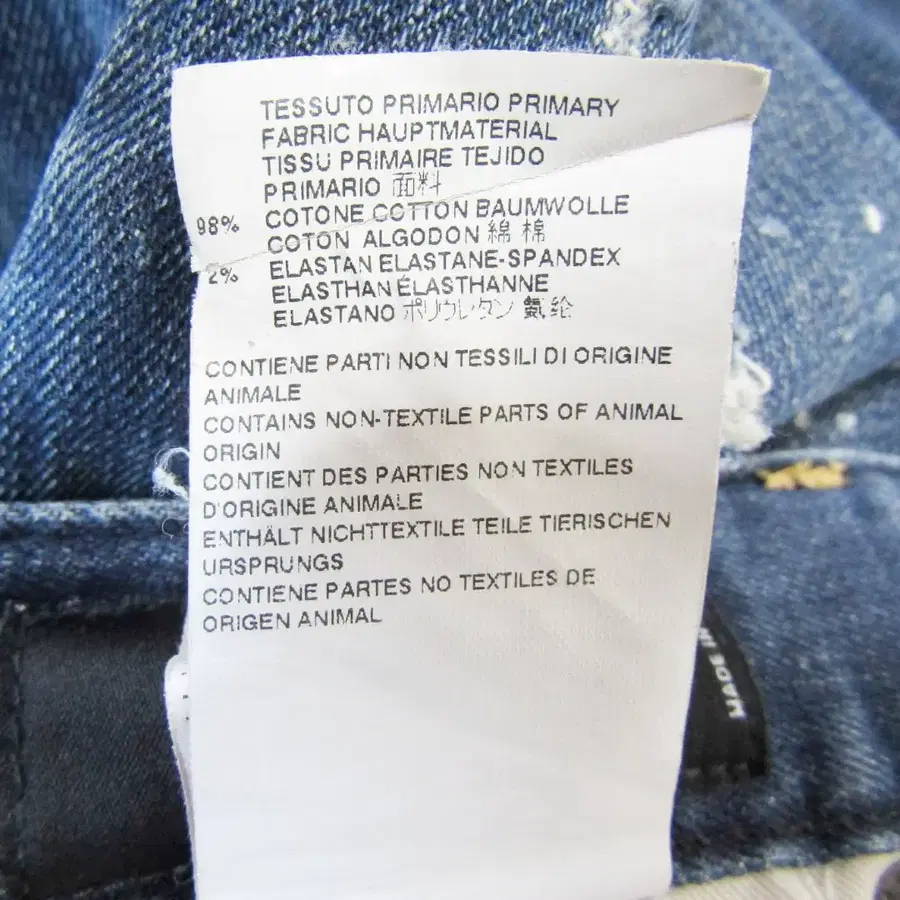 TESSUTO PRIMARIO PRIMARY
FABRIC HAUPTMATERIAL
TISSU PRIMAIRE TEJIDO
PRIMARIO 面料
98% COTONE COTTON BAUMWOLLE
COTON ALGODON 綿 棉
2% ELASTAN ELASTANE-SPANDEX
ELASTHAN ÉLASTHANNE
ELASTANO ポリウレタン 氨纶
CONTIENE PARTI NON TESSILI DI ORIGINE
ANIMALE
CONTAINS NON-TEXTILE PARTS OF ANIMAL
ORIGIN
CONTIENT DES PARTIES NON TEXTILES
D'ORIGINE ANIMALE
ENTHÄLT NICHTTEXTILE TEILE TIERISCHEN
URSPRUNGS
CONTIENE PARTES NO TEXTILES DE
ORIGEN ANIMAL
MADE